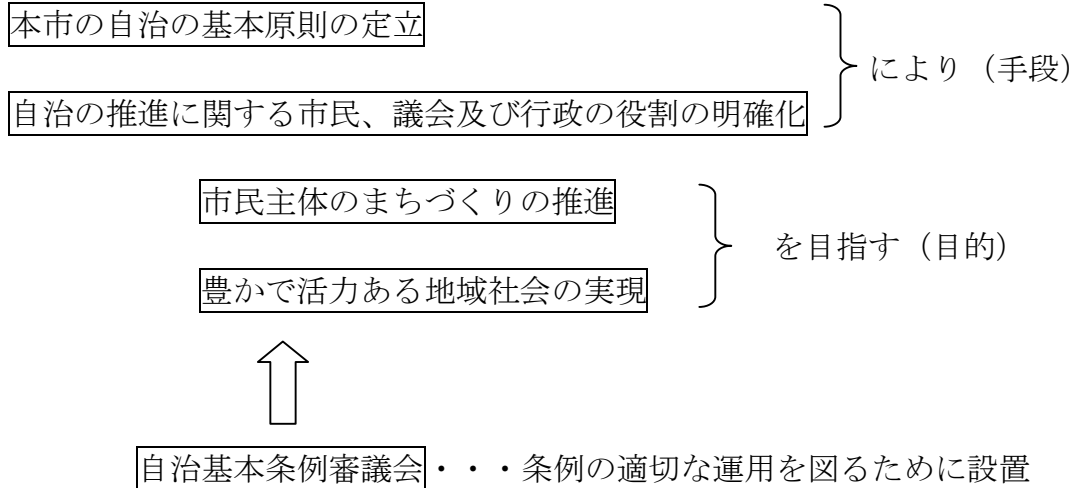 本市の自治の基本原則の定立
により（手段）
自治の推進に関する市民、議会及び行政の役割の明確化
市民主体のまちづくりの推進
を目指す（目的）
豊かで活力ある地域社会の実現
自治基本条例審議会・・・条例の適切な運用を図るために設置